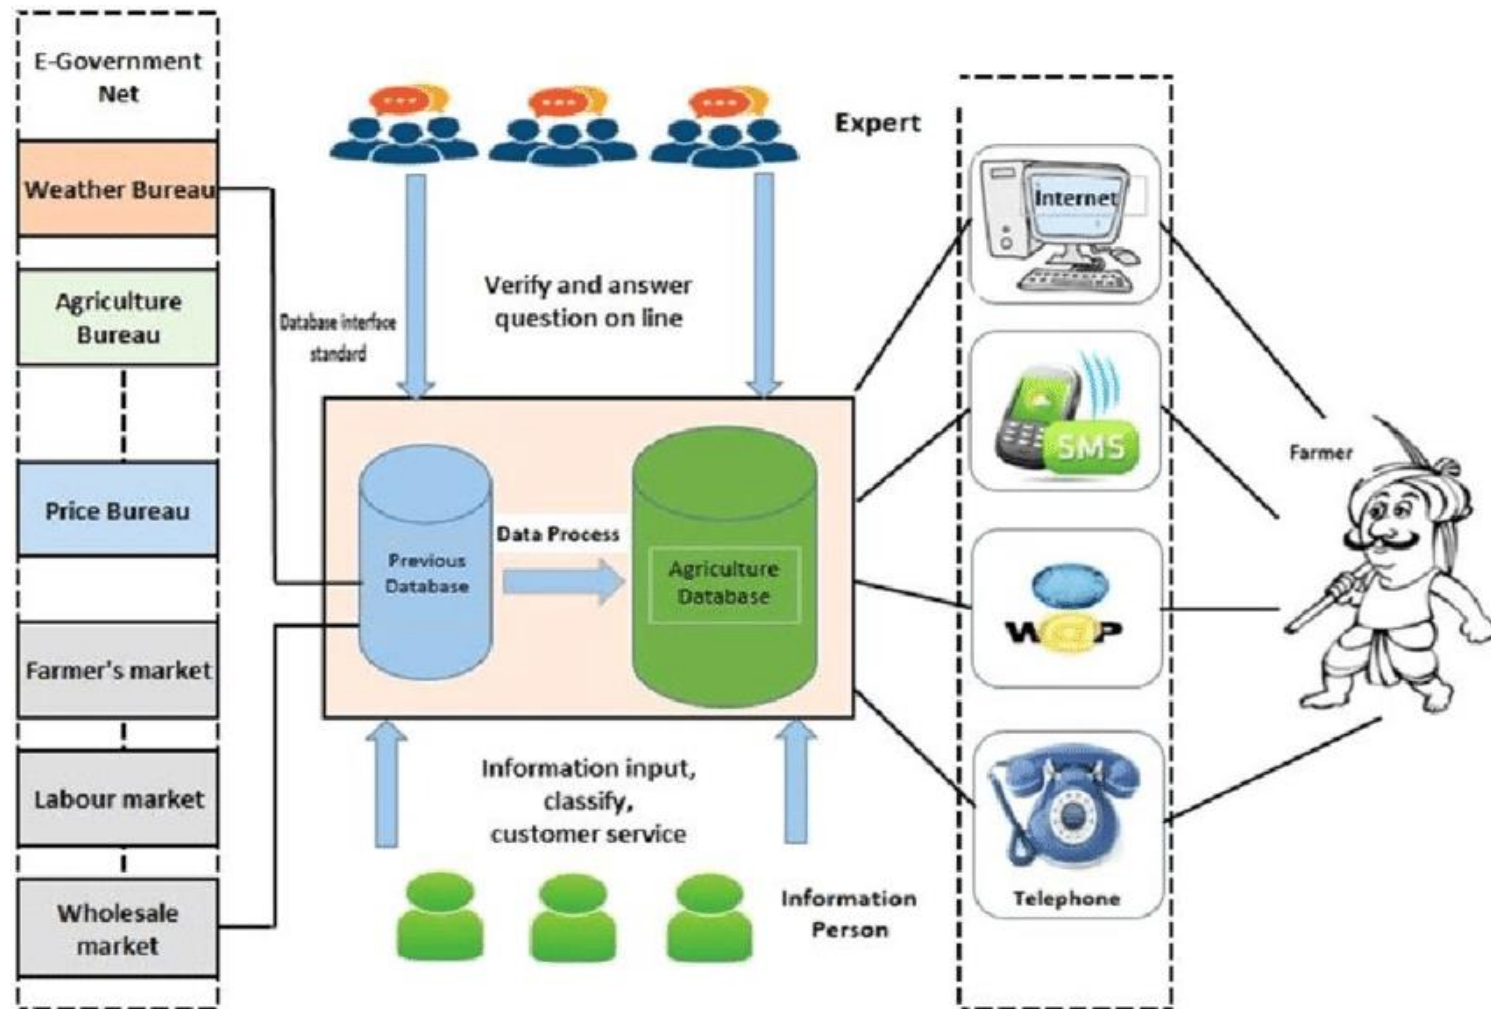 E-Government
Net
Weather Bureau
Agriculture
Bureau
Price Bureau
Farmer's market
Labour market
Wholesale
market
Expert
Verify and answer
question on line
Database interface
standard
Previous
Database
Data Process
Agriculture
Database
Information input,
classify,
customer service
Information
Person
Internet
SMS
WAP
Telephone
Farmer